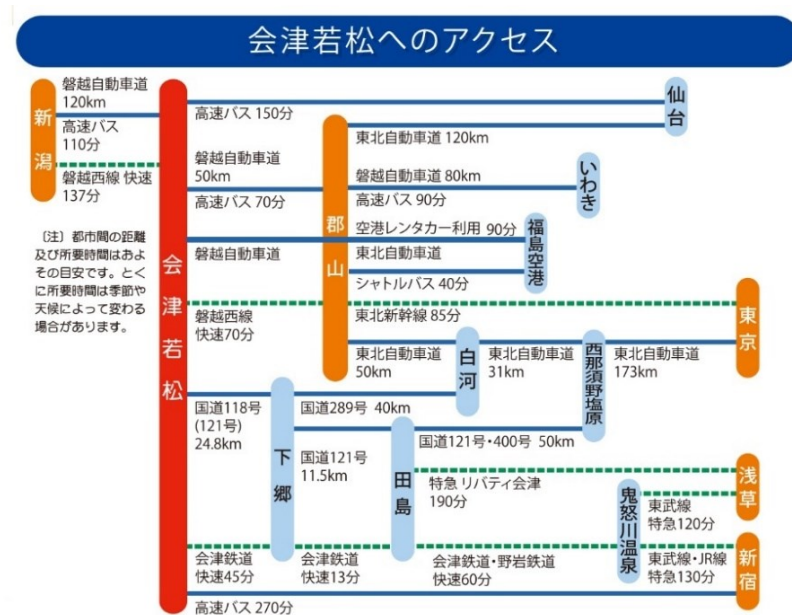 会津若松へのアクセス
新潟
磐越自動車道
120km
高速バス
110分
磐越西線 快速
137分
〔注〕都市間の距離
及び所要時間はおよ
その目安です。とく
に所要時間は季節や
天候によって変わる
場合があります。
会津若松
高速バス 150分
仙台
東北自動車道 120km
磐越自動車道
50km
高速バス 70分
郡山
磐越自動車道 80km
高速バス 90分
いわき
空港レンタカー利用 90分
磐越自動車道
東北自動車道
シャトルバス 40分
福島空港
磐越西線
快速70分
東北新幹線 85分
東京
東北自動車道
50km
白河
東北自動車道
31km
西那須野塩原
東北自動車道
173km
国道118号
(121号)
24.8km
下郷
国道289号 40km
国道121号
11.5km
田島
国道121号・400号 50km
特急 リバティ会津
190分
浅草
鬼怒川温泉
東武線
特急120分
会津鉄道
快速45分
会津鉄道
快速13分
会津鉄道・野岩鉄道
快速60分
東武線・JR線
特急130分
新宿
高速バス 270分